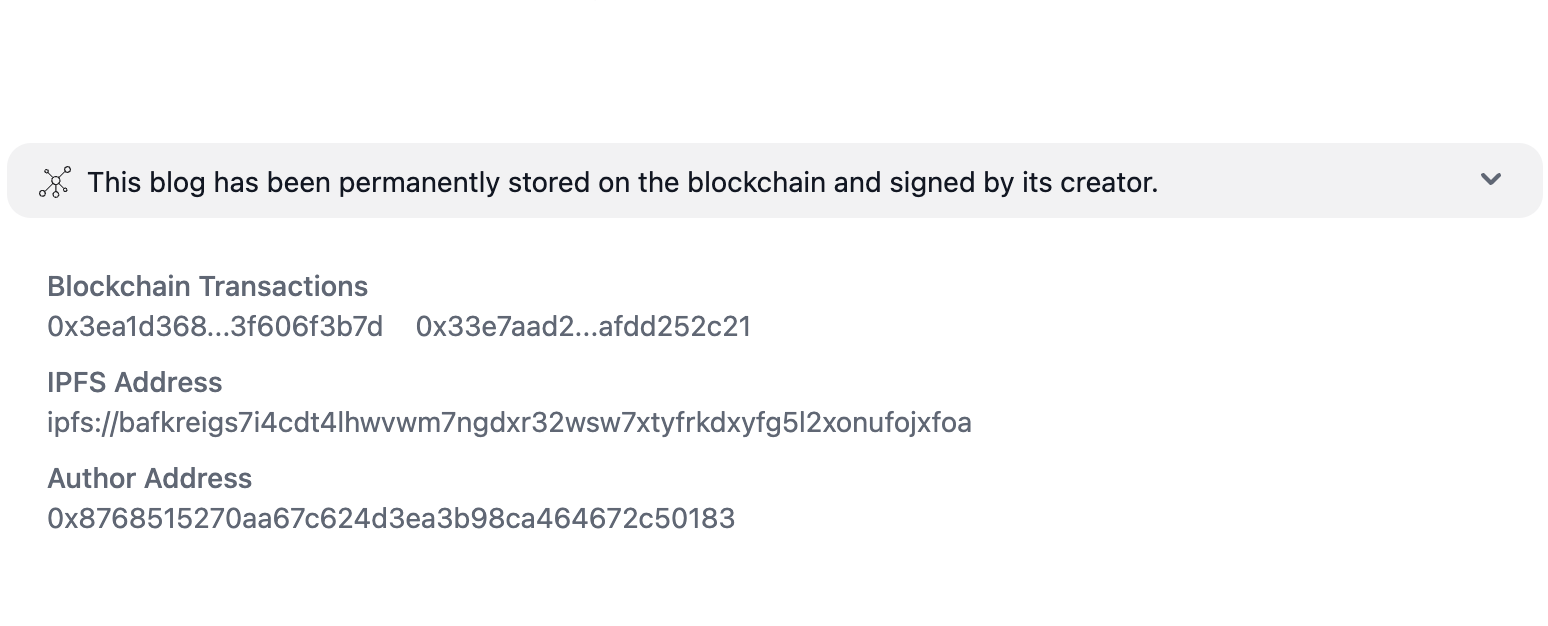 This blog has been permanently stored on the blockchain and signed by its creator.
Blockchain Transactions
0x3ea1d368...3f606f3b7d 0x33e7aad2...afdd252c21
IPFS Address
ipfs://bafkreigs7i4cdt4lhwvwm7ngdxr32wsw7xtyfrkdxyfg5l2xonufojxfoa
Author Address
0x8768515270aa67c624d3ea3b98ca464672c50183